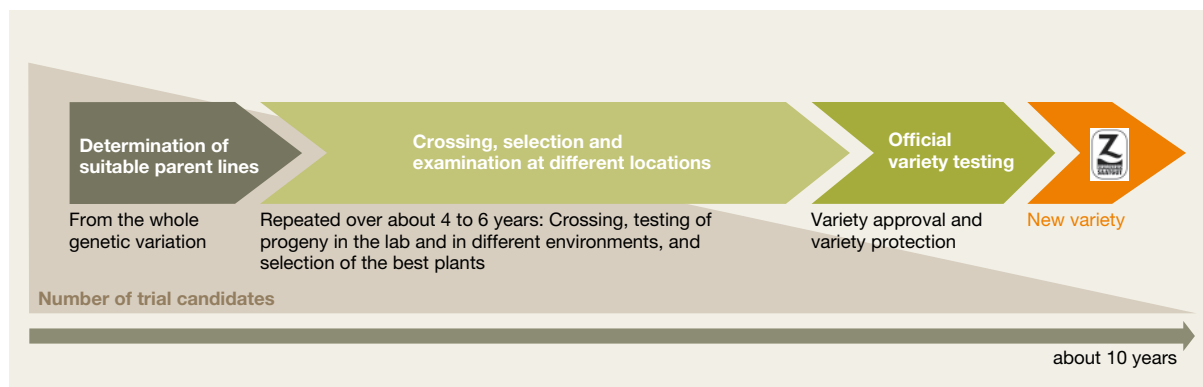 Determination of
suitable parent lines
Crossing, selection and
examination at different locations
Official
variety testing
Z
SAATGUT
From the whole
genetic variation
Repeated over about 4 to 6 years: Crossing, testing of
progeny in the lab and in different environments, and
selection of the best plants
Variety approval and
variety protection
New variety
Number of trial candidates
about 10 years